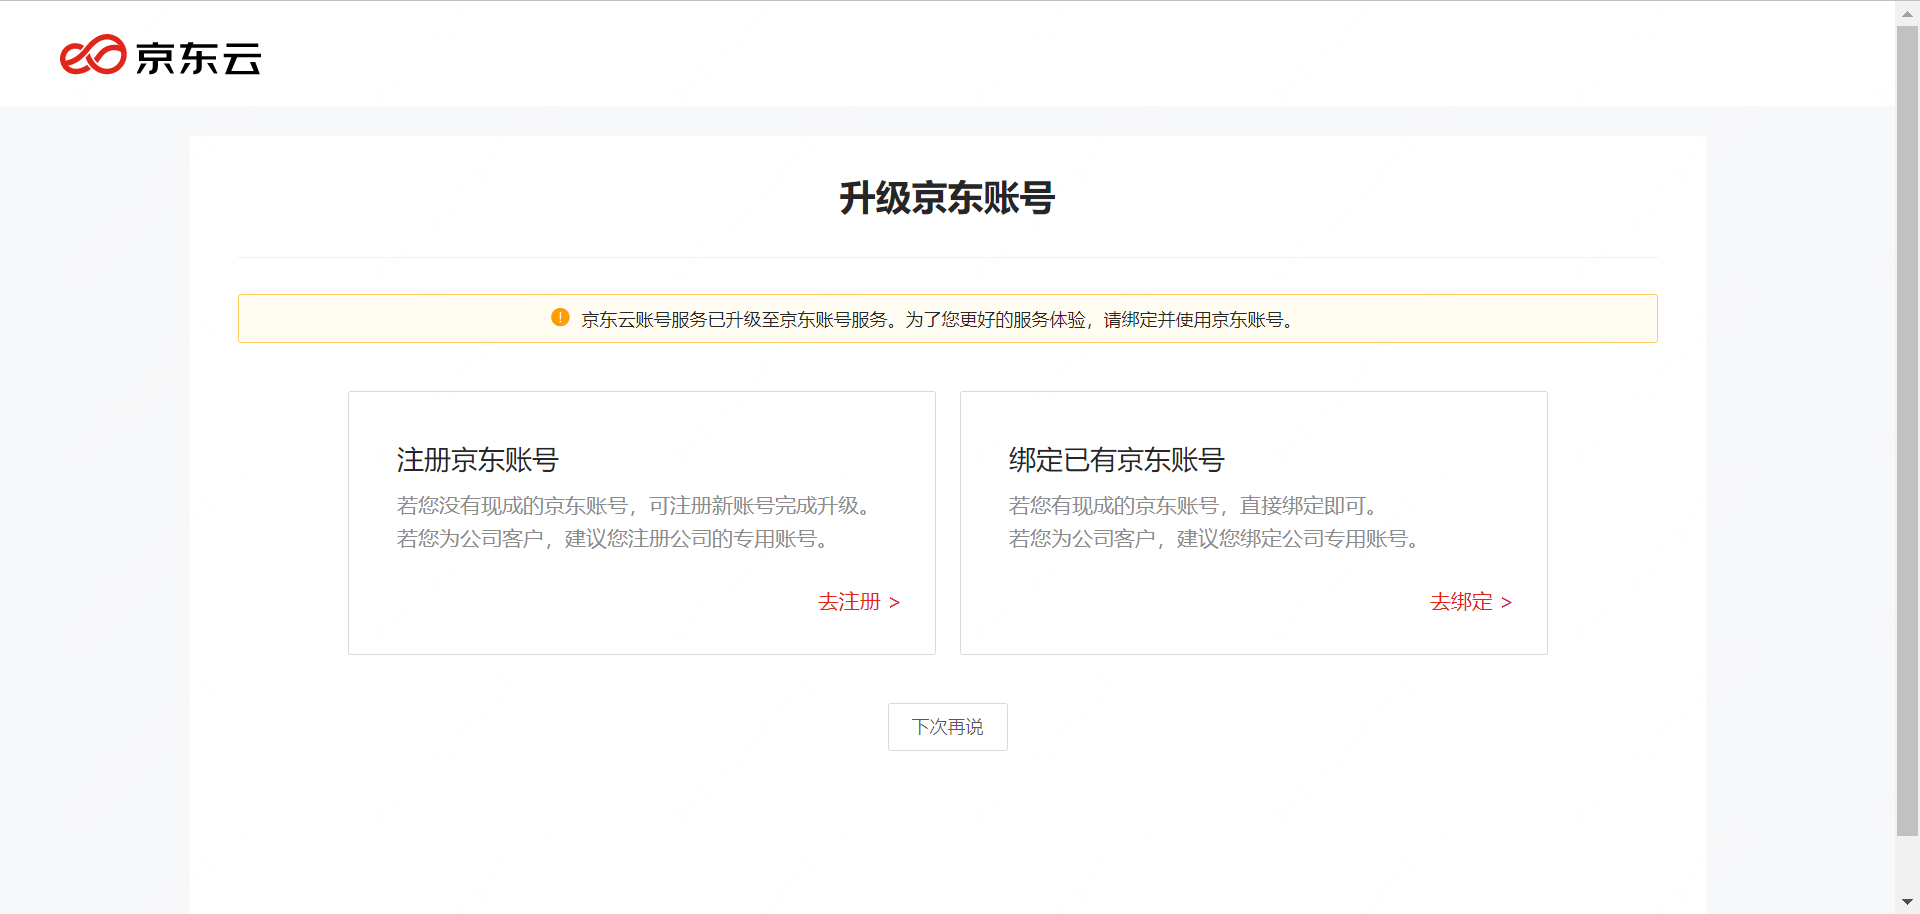 京东云
升级京东账号
京东云账号服务已升级至京东账号服务。为了您更好的服务体验，请绑定并使用京东账号。
注册京东账号
若您没有现成的京东账号，可注册新账号完成升级。
若您为公司客户，建议您注册公司的专用账号。
去注册 >
绑定已有京东账号
若您有现成的京东账号，直接绑定即可。
若您为公司客户，建议您绑定公司专用账号。
去绑定 >
下次再说